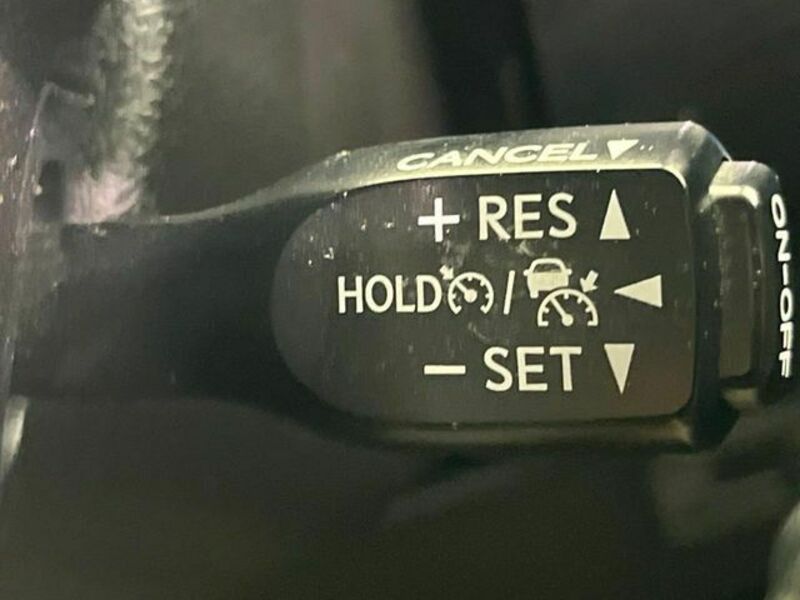 CANCEL▼
+ RES ▲
HOLD / ◀
− SET ▼
ON-OFF